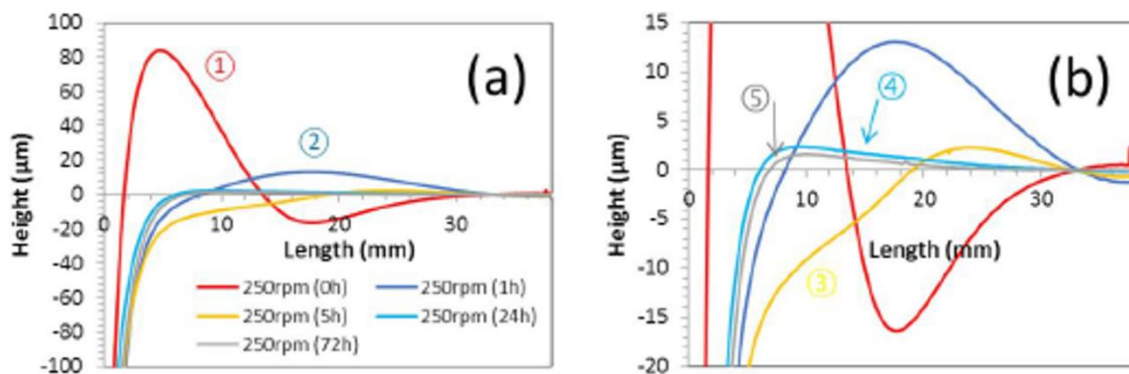 100
80
60
40
20
0
-20
-40
-60
-80
-100
Height (μm)
0
10
20
30
Length (mm)
①
②
(a)
250rpm (0h)
250rpm (1h)
250rpm (5h)
250rpm (24h)
250rpm (72h)
15
10
5
0
-5
-10
-15
-20
Height (μm)
0
10
20
30
Length (mm)
⑤
④
③
(b)